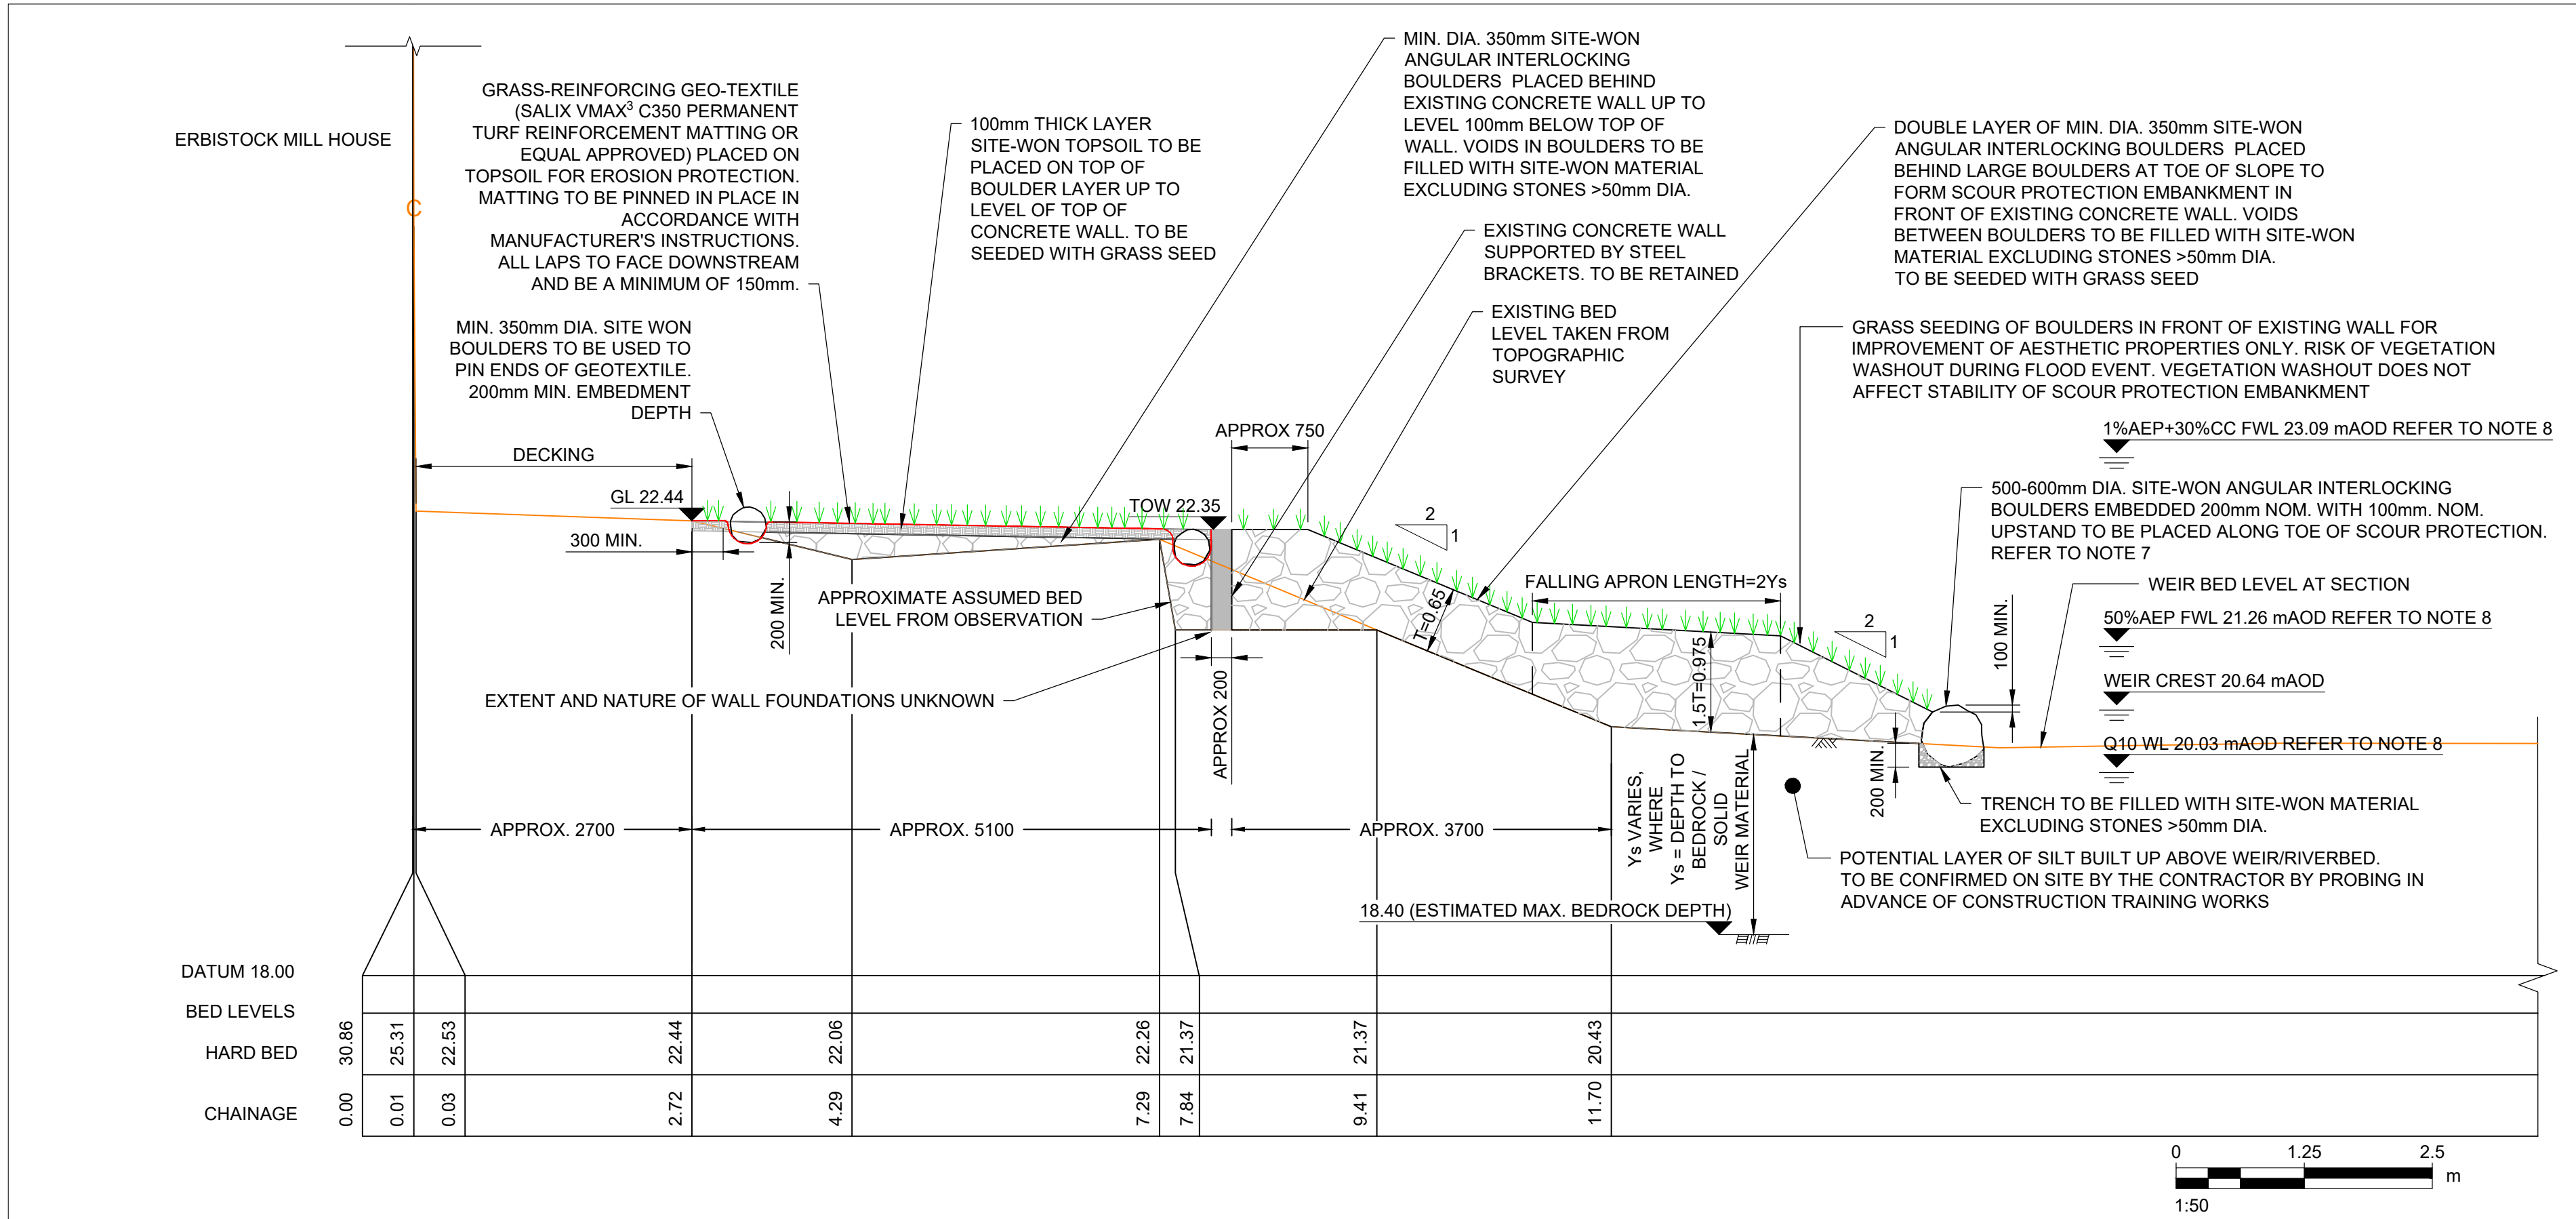 ERBISTOCK MILL HOUSE
C
GRASS-REINFORCING GEO-TEXTILE
(SALIX VMAX³ C350 PERMANENT
TURF REINFORCEMENT MATTING OR
EQUAL APPROVED) PLACED ON
TOPSOIL FOR EROSION PROTECTION.
MATTING TO BE PINNED IN PLACE IN
ACCORDANCE WITH
MANUFACTURER'S INSTRUCTIONS.
ALL LAPS TO FACE DOWNSTREAM
AND BE A MINIMUM OF 150mm.
MIN. 350mm DIA. SITE WON
BOULDERS TO BE USED TO
PIN ENDS OF GEOTEXTILE.
200mm MIN. EMBEDMENT
DEPTH
100mm THICK LAYER
SITE-WON TOPSOIL TO BE
PLACED ON TOP OF
BOULDER LAYER UP TO
LEVEL OF TOP OF
CONCRETE WALL. TO BE
SEEDED WITH GRASS SEED
MIN. DIA. 350mm SITE-WON
ANGULAR INTERLOCKING
BOULDERS PLACED BEHIND
EXISTING CONCRETE WALL UP TO
LEVEL 100mm BELOW TOP OF
WALL. VOIDS IN BOULDERS TO BE
FILLED WITH SITE-WON MATERIAL
EXCLUDING STONES >50mm DIA.
EXISTING CONCRETE WALL
SUPPORTED BY STEEL
BRACKETS. TO BE RETAINED
EXISTING BED
LEVEL TAKEN FROM
TOPOGRAPHIC
SURVEY
DOUBLE LAYER OF MIN. DIA. 350mm SITE-WON
ANGULAR INTERLOCKING BOULDERS PLACED
BEHIND LARGE BOULDERS AT TOE OF SLOPE TO
FORM SCOUR PROTECTION EMBANKMENT IN
FRONT OF EXISTING CONCRETE WALL. VOIDS
BETWEEN BOULDERS TO BE FILLED WITH SITE-WON
MATERIAL EXCLUDING STONES >50mm DIA.
TO BE SEEDED WITH GRASS SEED
GRASS SEEDING OF BOULDERS IN FRONT OF EXISTING WALL FOR
IMPROVEMENT OF AESTHETIC PROPERTIES ONLY. RISK OF VEGETATION
WASHOUT DURING FLOOD EVENT. VEGETATION WASHOUT DOES NOT
AFFECT STABILITY OF SCOUR PROTECTION EMBANKMENT
1%AEP+30%CC FWL 23.09 mAOD REFER TO NOTE 8
500-600mm DIA. SITE-WON ANGULAR INTERLOCKING
BOULDERS EMBEDDED 200mm NOM. WITH 100mm. NOM.
UPSTAND TO BE PLACED ALONG TOE OF SCOUR PROTECTION.
REFER TO NOTE 7
WEIR BED LEVEL AT SECTION
50%AEP FWL 21.26 mAOD REFER TO NOTE 8
WEIR CREST 20.64 mAOD
Q10 WL 20.03 mAOD REFER TO NOTE 8
TRENCH TO BE FILLED WITH SITE-WON MATERIAL
EXCLUDING STONES >50mm DIA.
POTENTIAL LAYER OF SILT BUILT UP ABOVE WEIR/RIVERBED.
TO BE CONFIRMED ON SITE BY THE CONTRACTOR BY PROBING IN
ADVANCE OF CONSTRUCTION TRAINING WORKS
DECKING
GL 22.44
300 MIN.
200 MIN.
TOW 22.35
APPROX 750
2
1
FALLING APRON LENGTH=2Ys
T=0.65
1.5T=0.975
2
1
100 MIN.
200 MIN.
APPROXIMATE ASSUMED BED
LEVEL FROM OBSERVATION
EXTENT AND NATURE OF WALL FOUNDATIONS UNKNOWN
APPROX 200
APPROX. 2700
APPROX. 5100
APPROX. 3700
Ys VARIES,
WHERE
Ys = DEPTH TO
BEDROCK /
SOLID
WEIR MATERIAL
18.40 (ESTIMATED MAX. BEDROCK DEPTH)
DATUM 18.00
BED LEVELS
HARD BED
30.86
25.31
22.53
22.44
22.06
22.26
21.37
21.37
20.43
CHAINAGE
0.00
0.01
0.03
2.72
4.29
7.29
7.84
9.41
11.70
0
1.25
2.5
m
1:50